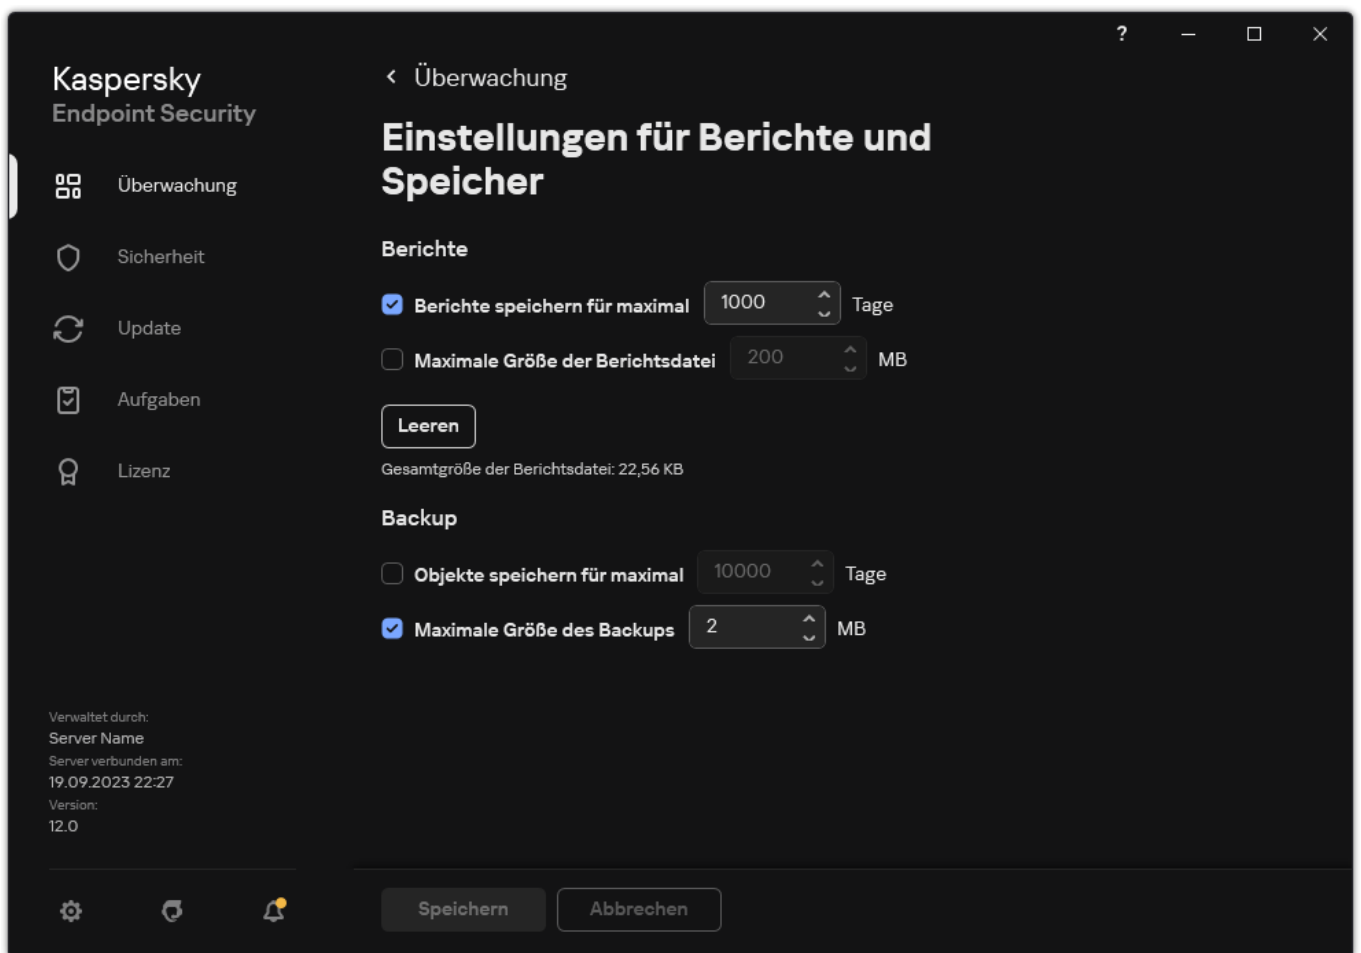 ?
Kaspersky
Endpoint Security
Überwachung
Sicherheit
Update
Aufgaben
Lizenz
Verwaltet durch:
Server Name
Server verbunden am:
19.09.2023 22:27
Version:
12.0
Überwachung
Einstellungen für Berichte und
Speicher
Berichte
Berichte speichern für maximal 1000 Tage
Maximale Größe der Berichtsdatei 200 MB
Leeren
Gesamtgröße der Berichtsdatei: 22,56 KB
Backup
Objekte speichern für maximal 10000 Tage
Maximale Größe des Backups 2 MB
Speichern Abbrechen